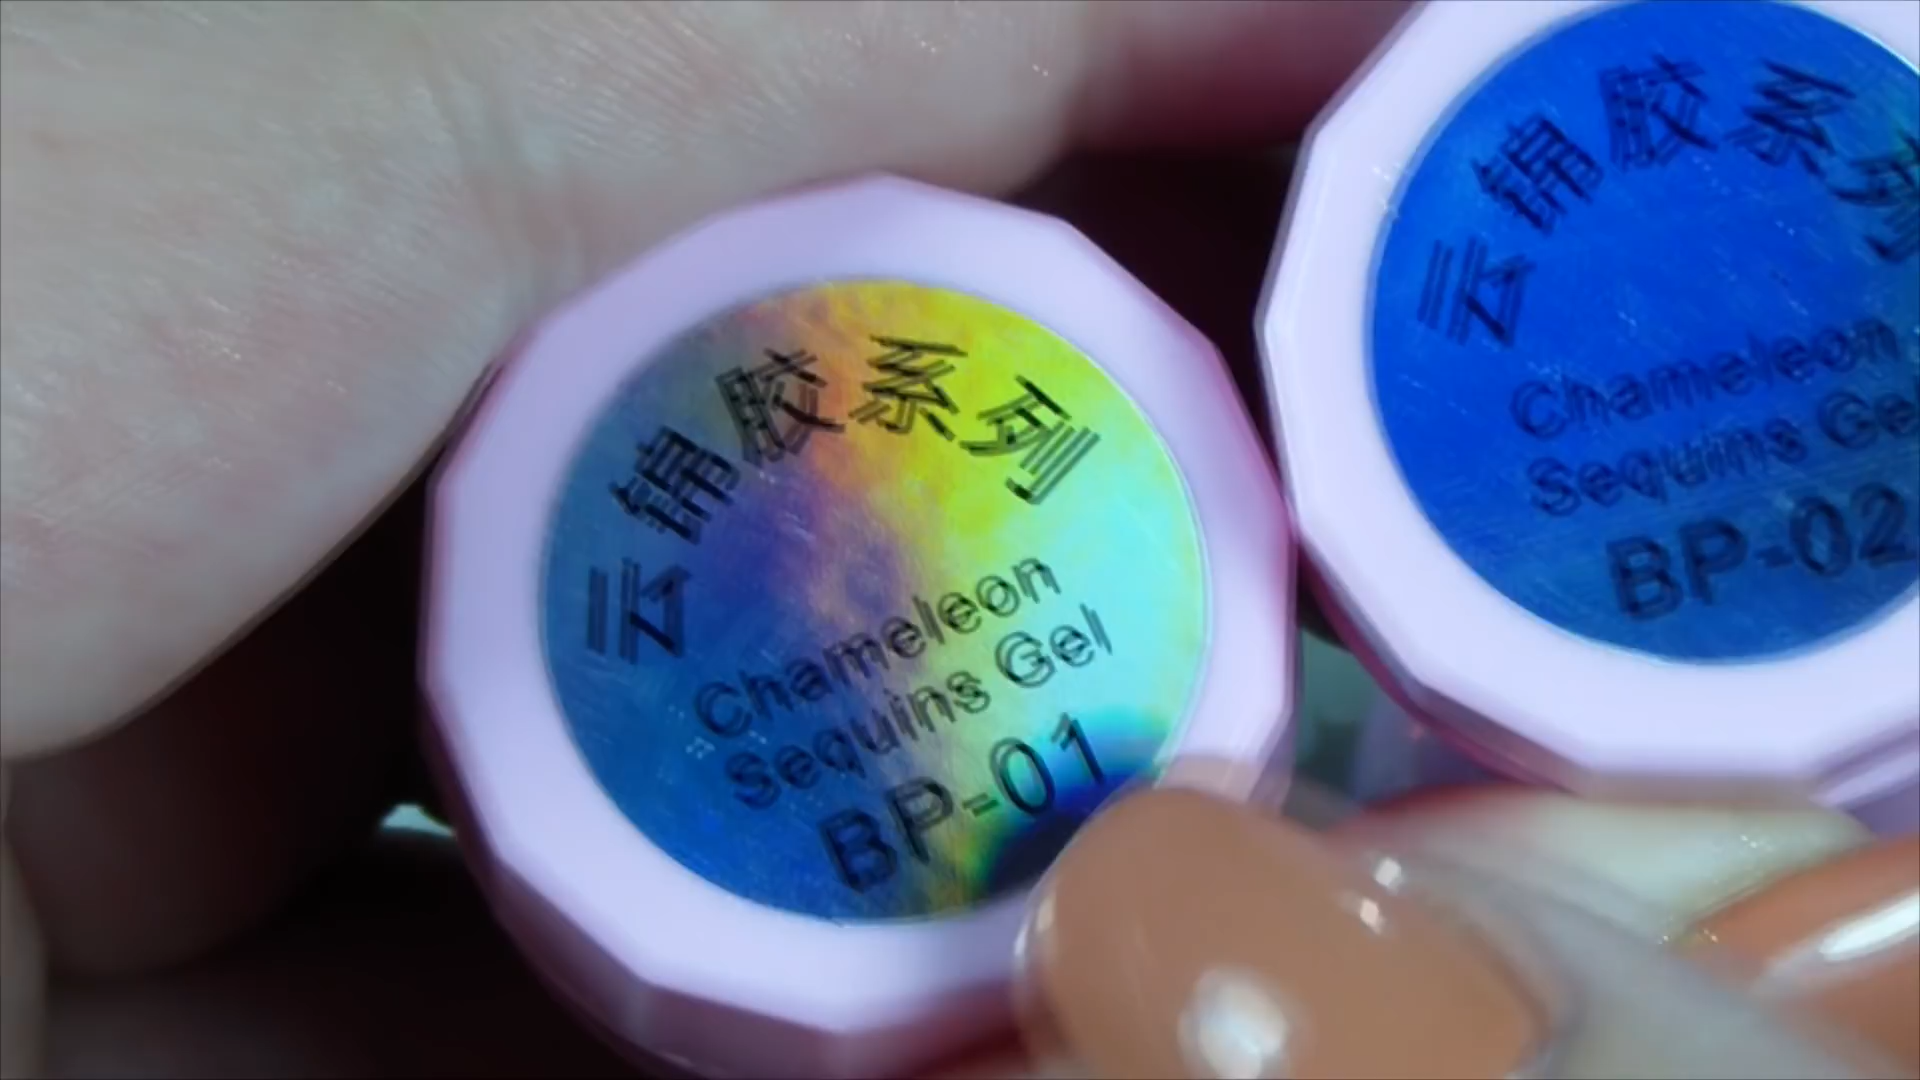 云锦胶系列
Chameleon
Sequins Gel
BP-01
云锦胶系列
Chameleon
Sequins Gel
BP-02